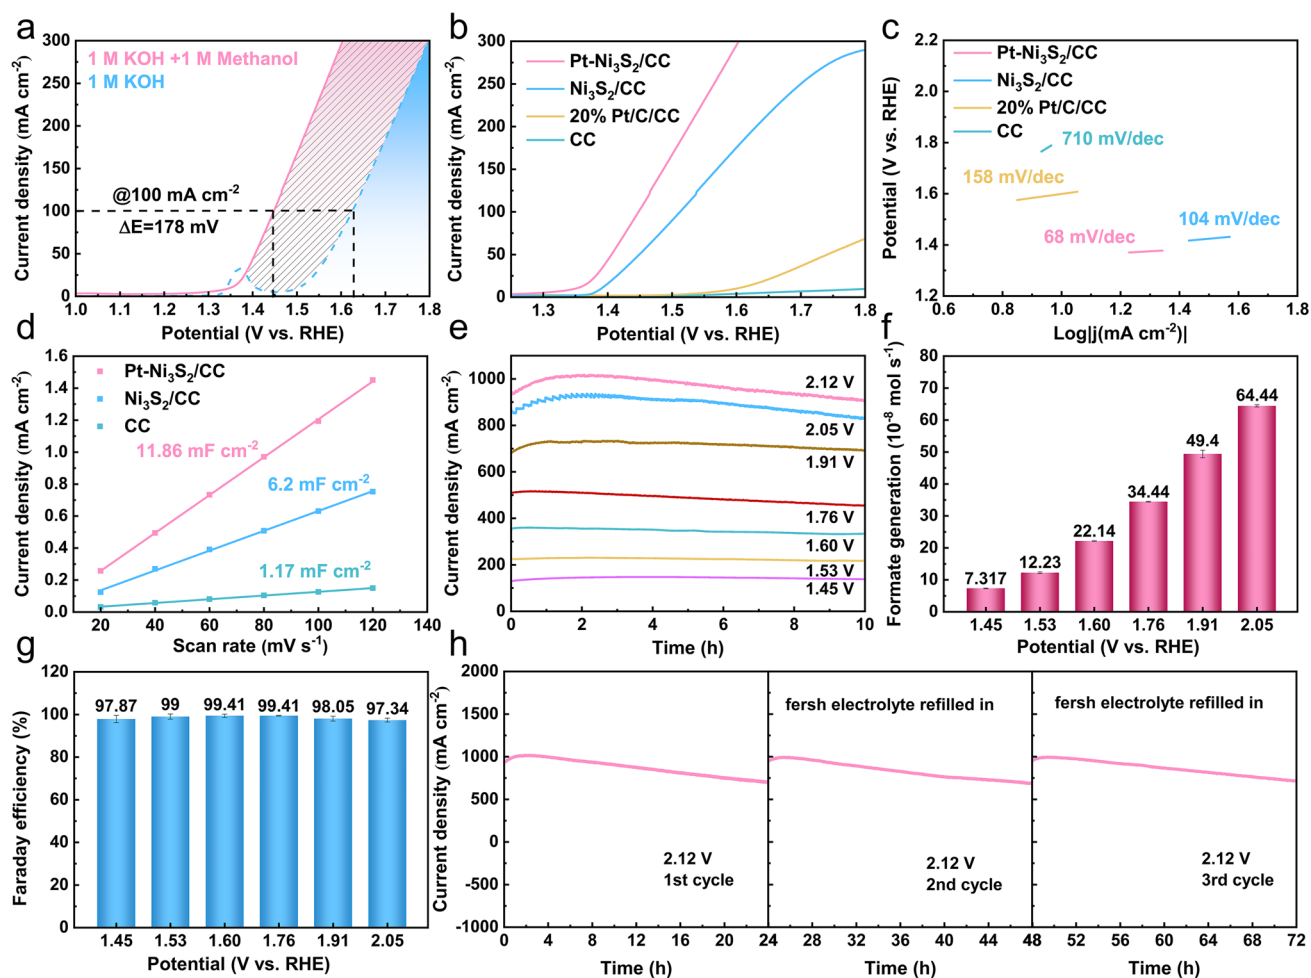 a
1 M KOH +1 M Methanol
1 M KOH
@100 mA cm-2
ΔE=178 mV
Current density (mA cm-2)
300
250
200
150
100
50
0
1.0 1.1 1.2 1.3 1.4 1.5 1.6 1.7 1.8
Potential (V vs. RHE)
b
Pt-Ni3S2/CC
Ni3S2/CC
20% Pt/C/CC
CC
Current density (mA cm-2)
300
250
200
150
100
50
0
1.3 1.4 1.5 1.6 1.7 1.8
Potential (V vs. RHE)
c
Pt-Ni3S2/CC
Ni3S2/CC
20% Pt/C/CC
CC
710 mV/dec
158 mV/dec
104 mV/dec
68 mV/dec
Potential (V vs. RHE)
2.2
2.0
1.8
1.6
1.4
1.2
0.6 0.8 1.0 1.2 1.4 1.6 1.8
Log|j(mA cm-2)|
d
Pt-Ni3S2/CC
Ni3S2/CC
CC
11.86 mF cm-2
6.2 mF cm-2
1.17 mF cm-2
Current density (mA cm-2)
1.6
1.4
1.2
1.0
0.8
0.6
0.4
0.2
0.0
20 40 60 80 100 120 140
Scan rate (mV s-1)
e
2.12 V
2.05 V
1.91 V
1.76 V
1.60 V
1.53 V
1.45 V
Current density (mA cm-2)
1000
800
600
400
200
0
0 2 4 6 8 10
Time (h)
f
Formate generation (10-8 mol s-1)
80
70
60
50
40
30
20
10
0
7.317
12.23
22.14
34.44
49.4
64.44
1.45 1.53 1.60 1.76 1.91 2.05
Potential (V vs. RHE)
g
Faraday efficiency (%)
120
100
80
60
40
20
0
97.87 99 99.41 99.41 98.05 97.34
1.45 1.53 1.60 1.76 1.91 2.05
Potential (V vs. RHE)
h
Current density (mA cm-2)
2000
1500
1000
500
0
-500
-1000
2.12 V
1st cycle
0 4 8 12 16 20 24
Time (h)
fersh electrolyte refilled in
2.12 V
2nd cycle
28 32 36 40 44 48
Time (h)
fersh electrolyte refilled in
2.12 V
3rd cycle
52 56 60 64 68 72
Time (h)